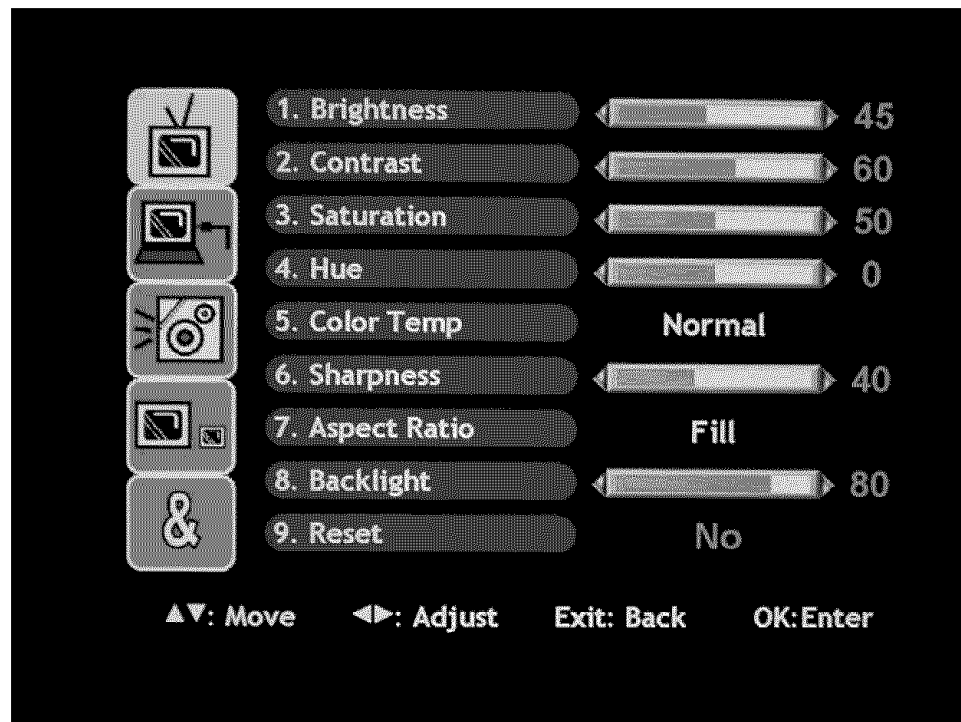 1. Brightness 45
2. Contrast 60
3. Saturation 50
4. Hue 0
5. Color Temp Normal
6. Sharpness 40
7. Aspect Ratio Fill
8. Backlight 80
&
9. Reset No
▲▼: Move ◀▶: Adjust Exit: Back OK:Enter